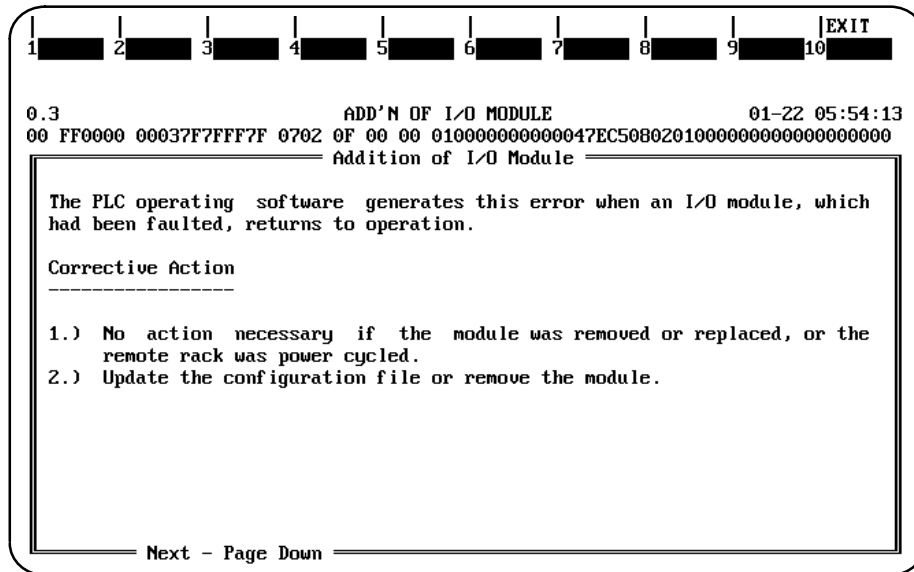 EXIT
1 2 3 4 5 6 7 8 9 10
0.3 ADD'N OF I/O MODULE 01-22 05:54:13
00 FF0000 00037F7FFF7F 0702 0F 00 00 010000000000047EC5080201000000000000000000
Addition of I/O Module
The PLC operating software generates this error when an I/O module, which
had been faulted, returns to operation.
Corrective Action
-----------------
1.) No action necessary if the module was removed or replaced, or the
remote rack was power cycled.
2.) Update the configuration file or remove the module.
Next - Page Down